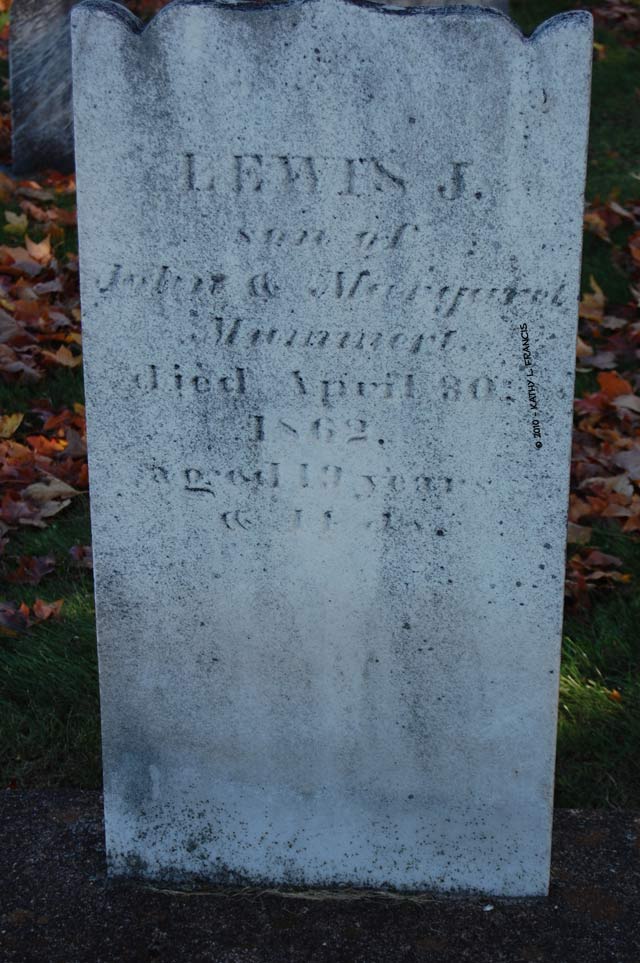 LEWIS J.
son of
John & Margaret
Mummert.
died April 30,
1862.
aged 19 years
&
© 2010 - KATHY L. FRANCIS